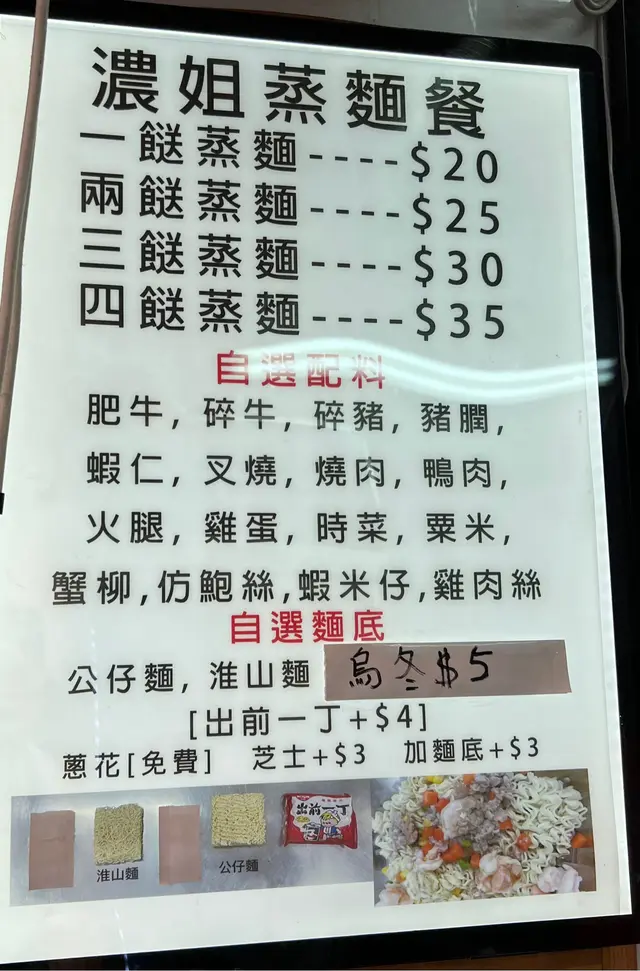 濃姐蒸麵餐
一餸蒸麵----$20
兩餸蒸麵----$25
三餸蒸麵----$30
四餸蒸麵----$35
自選配料
肥牛, 碎牛, 碎豬, 豬膶,
蝦仁, 叉燒, 燒肉, 鴨肉,
火腿, 雞蛋, 時菜, 粟米,
蟹柳,仿鮑絲,蝦米仔,雞肉絲
自選麵底
公仔麵, 淮山麵 烏冬$5
[出前一丁+$4]
蔥花[免費] 芝士+$3 加麵底+$3
出前一丁
淮山麵 公仔麵